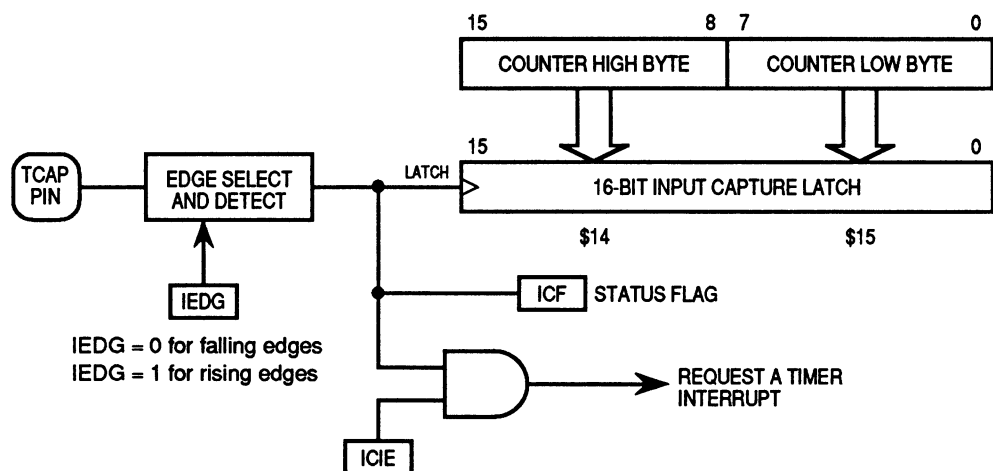 15 8 7 0
COUNTER HIGH BYTE COUNTER LOW BYTE
15 0
TCAP
PIN
EDGE SELECT
AND DETECT
LATCH
16-BIT INPUT CAPTURE LATCH
$14 $15
IEDG
ICF STATUS FLAG
IEDG = 0 for falling edges
IEDG = 1 for rising edges
REQUEST A TIMER
INTERRUPT
ICIE